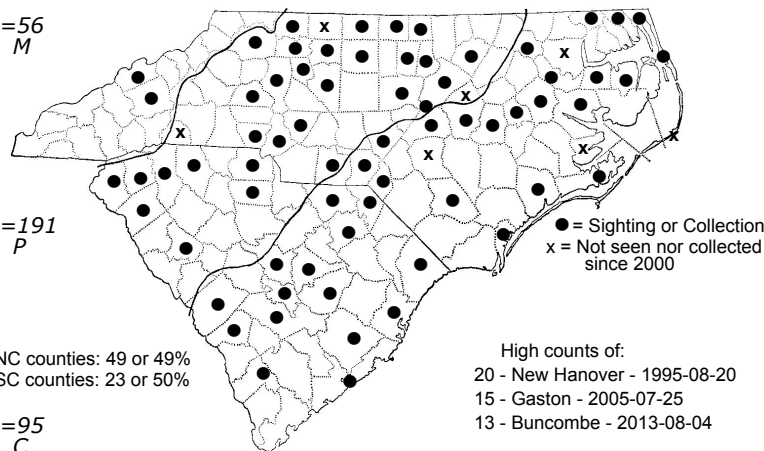 =56
M
=191
P
● = Sighting or Collection
x = Not seen nor collected
since 2000
NC counties: 49 or 49%
SC counties: 23 or 50%
High counts of:
20 - New Hanover - 1995-08-20
15 - Gaston - 2005-07-25
13 - Buncombe - 2013-08-04
=95
C